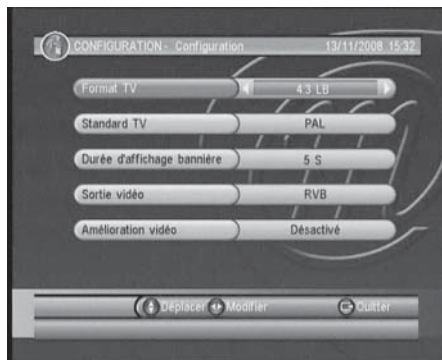 CONFIGURATION - Configuration 13/11/2008 15:32
Format TV 4:3 LB
Standard TV PAL
Durée d'affichage bannière 5 S
Sortie vidéo RVB
Amélioration vidéo Désactivé
Déplacer Modifier Quitter